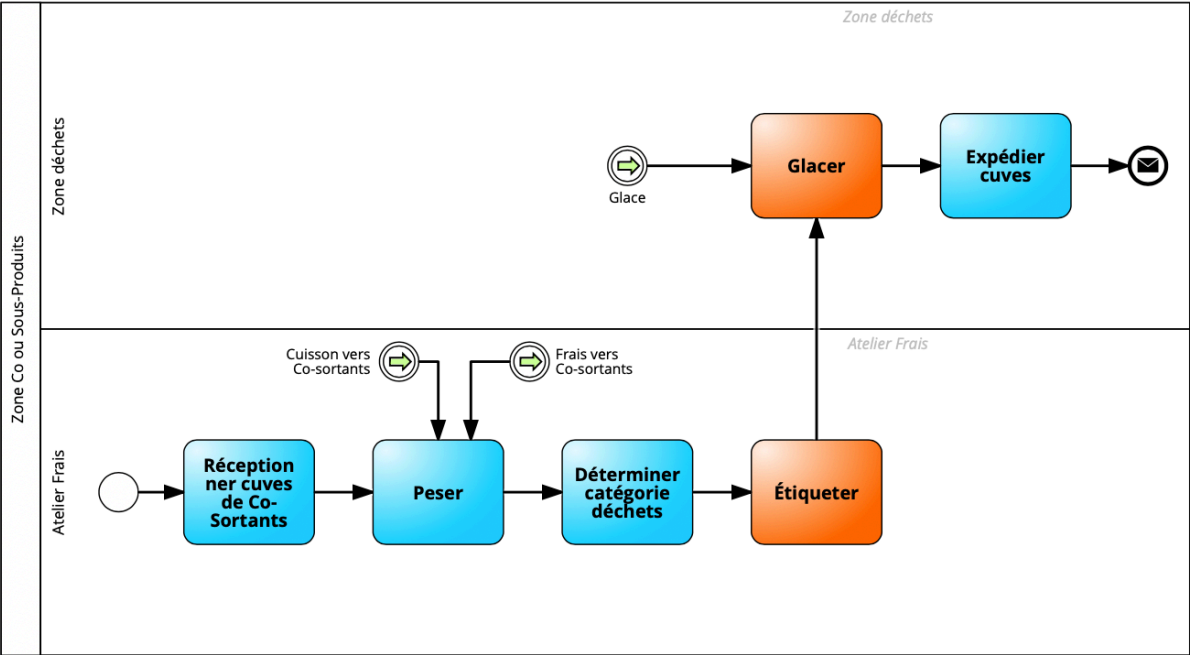 Zone Co ou Sous-Produits
Zone déchets
Zone déchets
Glace
Glacer
Expédier
cuves
Atelier Frais
Atelier Frais
Cuisson vers
Co-sortants
Frais vers
Co-sortants
Réception
ner cuves
de Co-
Sortants
Peser
Déterminer
catégorie
déchets
Étiqueter